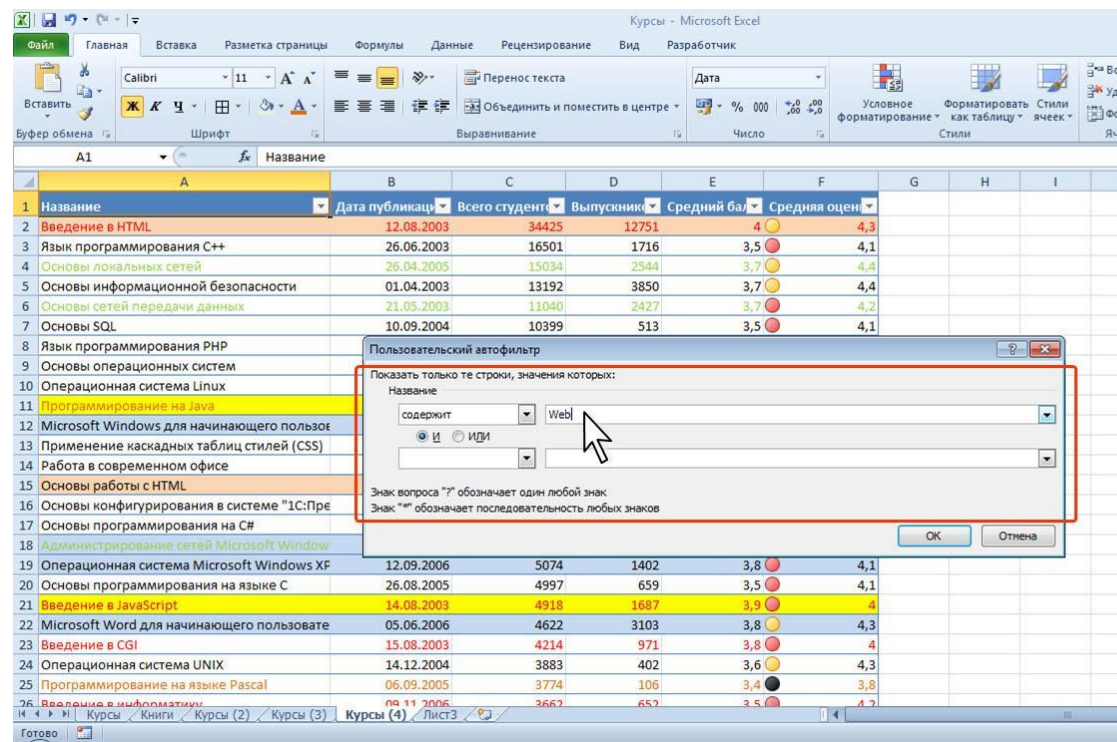 Курсы - Microsoft Excel
Файл Главная Вставка Разметка страницы Формулы Данные Рецензирование Вид Разработчик
Вставить
Calibri 11
Ж К Ч
Перенос текста
Объединить и поместить в центре
Дата
% 000
Условное форматирование
Форматировать как таблицу
Стили ячеек
Буфер обмена Шрифт Выравнивание Число Стили
A1 fx Название
A B C D E F G H I
1 Название Дата публикаци Всего студенто Выпускнико Средний бал Средняя оцен
2 Введение в HTML 12.08.2003 34425 12751 4 4,3
3 Язык программирования C++ 26.06.2003 16501 1716 3,5 4,1
4 Основы локальных сетей 26.04.2005 15034 2544 3,7 4,4
5 Основы информационной безопасности 01.04.2003 13192 3850 3,7 4,4
6 Основы сетей передачи данных 21.05.2003 11040 2427 3,7 4,2
7 Основы SQL 10.09.2004 10399 513 3,5 4,1
8 Язык программирования PHP
9 Основы операционных систем
10 Операционная система Linux
11 Программирование на Java
12 Microsoft Windows для начинающего пользов
13 Применение каскадных таблиц стилей (CSS)
14 Работа в современном офисе
15 Основы работы с HTML
16 Основы конфигурирования в системе "1С:Пре
17 Основы программирования на C#
18 Администрирование сетей Microsoft Window
Пользовательский автофильтр
Показать только те строки, значения которых:
Название
содержит Web
И ИЛИ
Знак вопроса "?" обозначает один любой знак
Знак "*" обозначает последовательность любых знаков
ОК Отмена
19 Операционная система Microsoft Windows XP 12.09.2006 5074 1402 3,8 4,1
20 Основы программирования на языке C 26.08.2005 4997 659 3,5 4,1
21 Введение в JavaScript 14.08.2003 4918 1687 3,9 4
22 Microsoft Word для начинающего пользовате 05.06.2006 4622 3103 3,8 4,3
23 Введение в CGI 15.08.2003 4214 971 3,8 4
24 Операционная система UNIX 14.12.2004 3883 402 3,6 4,3
25 Программирование на языке Pascal 06.09.2005 3774 106 3,4 3,8
26 Введение в информатику 09.11.2006 3662 652 3,5 4,2
Курсы Книги Курсы (2) Курсы (3) Курсы (4) Лист3
Готово